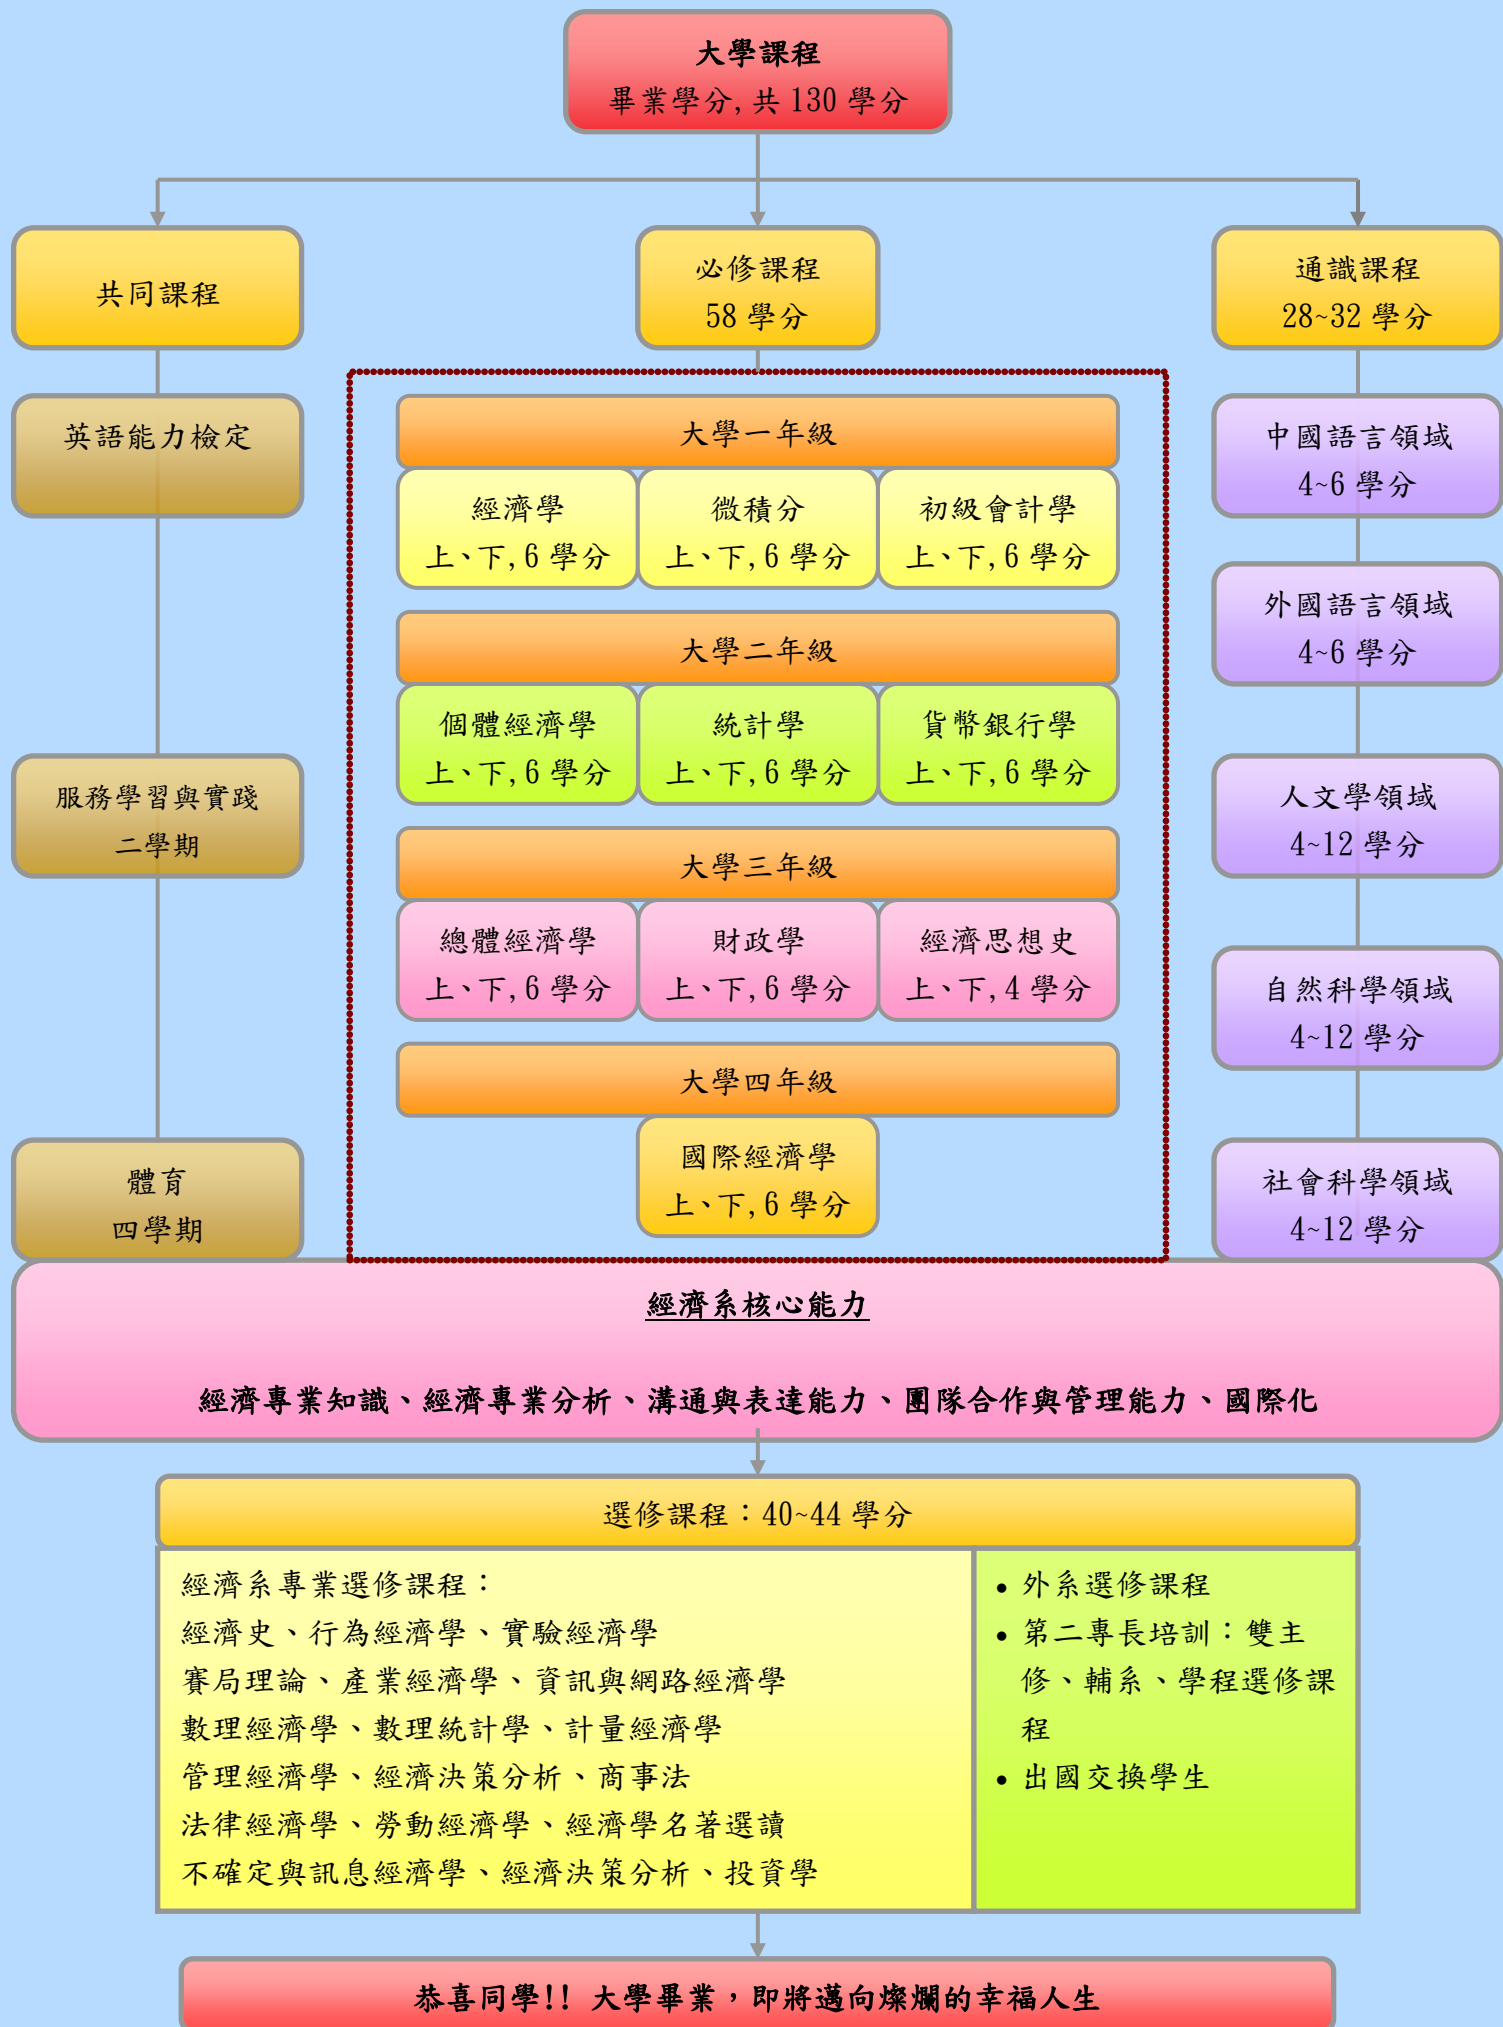 大學課程
畢業學分,共 130 學分
共同課程
必修課程
58 學分
通識課程
28~32 學分
英語能力檢定
服務學習與實踐
二學期
體育
四學期
大學一年級
經濟學
上、下,6 學分
微積分
上、下,6 學分
初級會計學
上、下,6 學分
大學二年級
個體經濟學
上、下,6 學分
統計學
上、下,6 學分
貨幣銀行學
上、下,6 學分
大學三年級
總體經濟學
上、下,6 學分
財政學
上、下,6 學分
經濟思想史
上、下,4 學分
大學四年級
國際經濟學
上、下,6 學分
中國語言領域
4~6 學分
外國語言領域
4~6 學分
人文學領域
4~12 學分
自然科學領域
4~12 學分
社會科學領域
4~12 學分
經濟系核心能力
經濟專業知識、經濟專業分析、溝通與表達能力、團隊合作與管理能力、國際化
選修課程：40~44 學分
經濟系專業選修課程：
經濟史、行為經濟學、實驗經濟學
賽局理論、產業經濟學、資訊與網路經濟學
數理經濟學、數理統計學、計量經濟學
管理經濟學、經濟決策分析、商事法
法律經濟學、勞動經濟學、經濟學名著選讀
不確定與訊息經濟學、經濟決策分析、投資學
• 外系選修課程
• 第二專長培訓：雙主
修、輔系、學程選修課
程
• 出國交換學生
恭喜同學!! 大學畢業，即將邁向燦爛的幸福人生